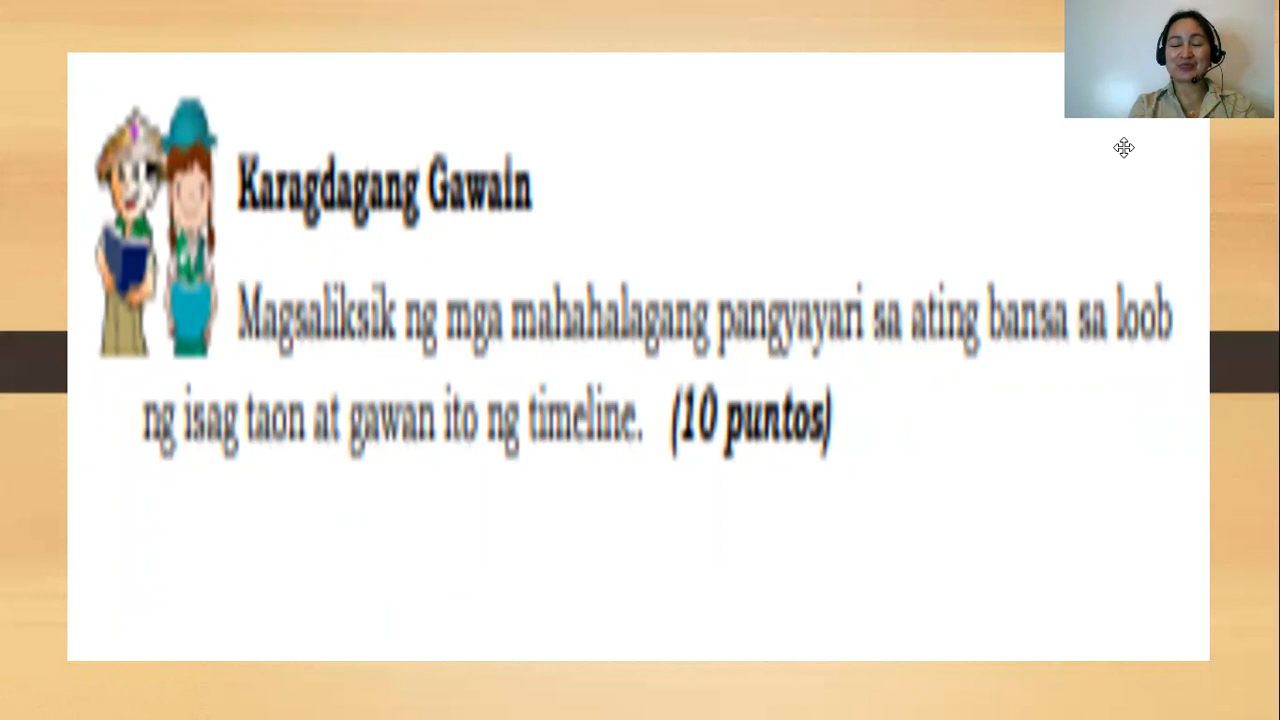 Karagdagang Gawain
Magsaliksik ng mga mahahalagang pangyayari sa ating bansa sa loob
ng isag taon at gawan ito ng timeline. (10 puntos)